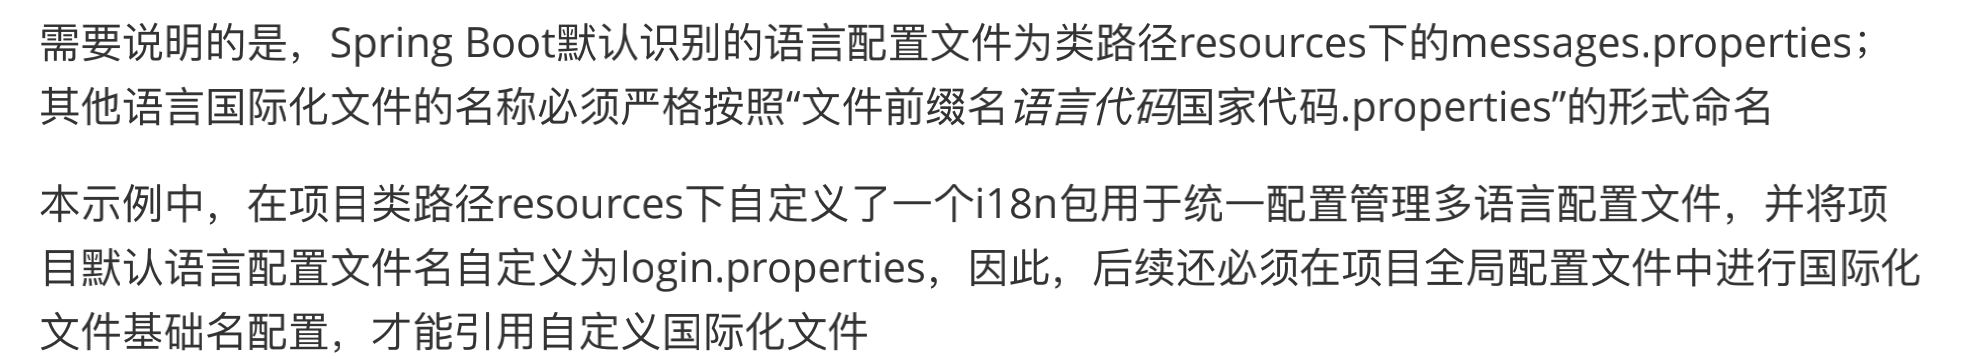 需要说明的是，Spring Boot默认识别的语言配置文件为类路径resources下的messages.properties；
其他语言国际化文件的名称必须严格按照“文件前缀名语言代码国家代码.properties”的形式命名
本示例中，在项目类路径resources下自定义了一个i18n包用于统一配置管理多语言配置文件，并将项
目默认语言配置文件名自定义为login.properties，因此，后续还必须在项目全局配置文件中进行国际化
文件基础名配置，才能引用自定义国际化文件